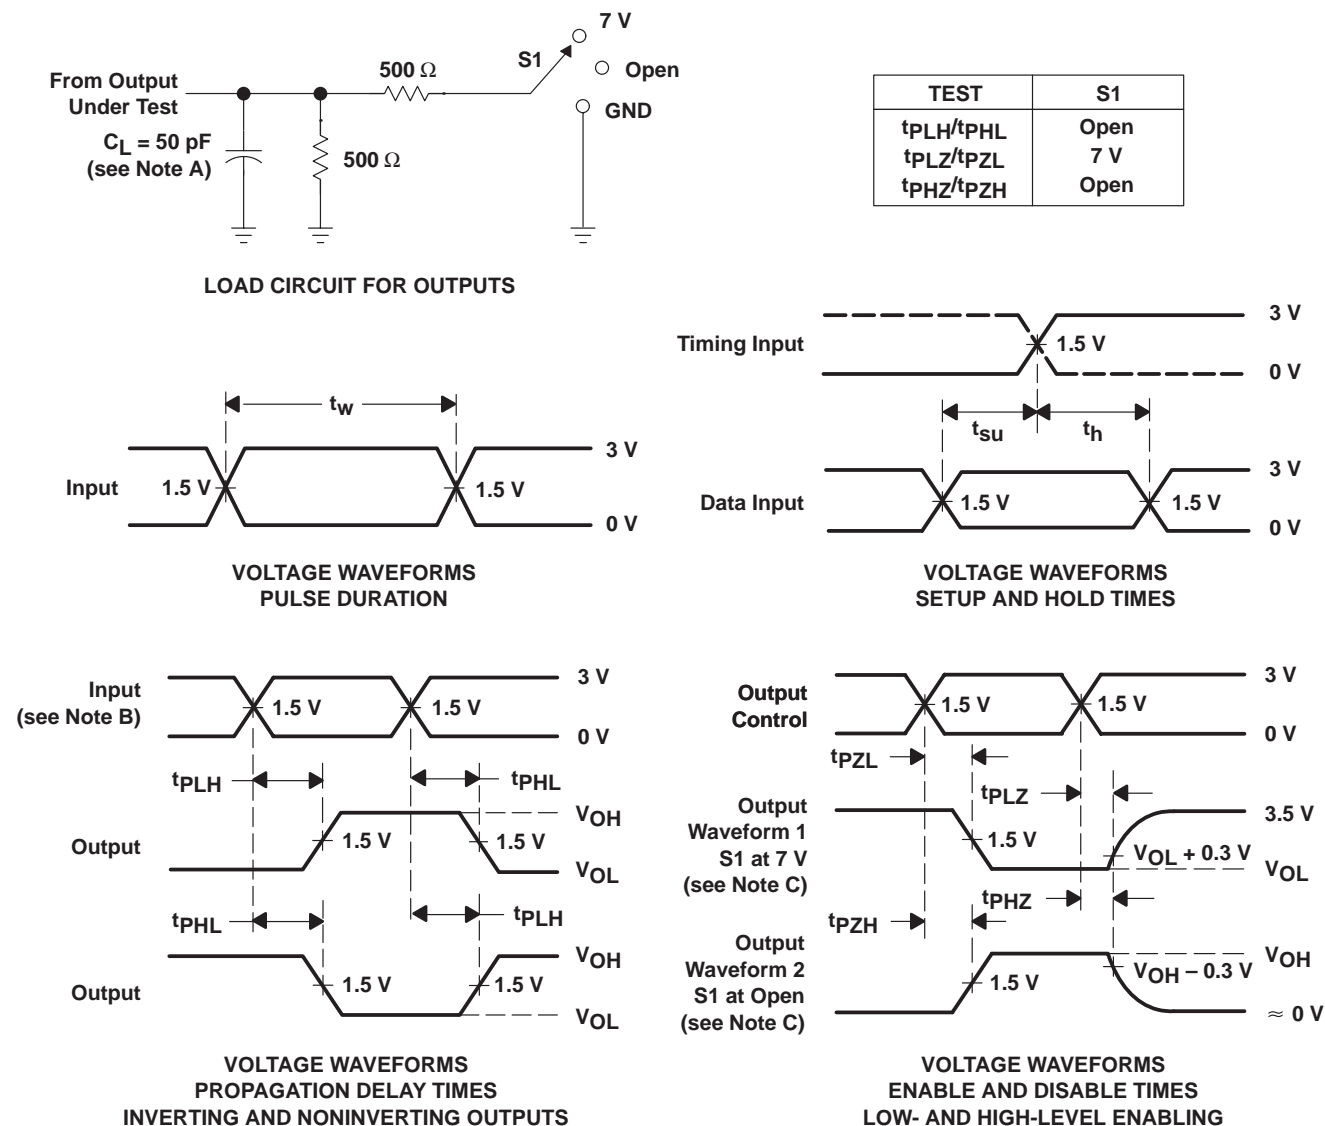 7 V
S1
Open
GND
500 Ω
From Output
Under Test
CL = 50 pF
(see Note A)
500 Ω
LOAD CIRCUIT FOR OUTPUTS
TEST S1
tPLH/tPHL Open
tPLZ/tPZL 7 V
tPHZ/tPZH Open
Timing Input
1.5 V
3 V
0 V
tsu
th
Data Input
1.5 V
1.5 V
3 V
0 V
VOLTAGE WAVEFORMS
SETUP AND HOLD TIMES
tw
Input
1.5 V
1.5 V
3 V
0 V
VOLTAGE WAVEFORMS
PULSE DURATION
Input
(see Note B)
1.5 V
1.5 V
3 V
0 V
tPLH
tPHL
Output
1.5 V
1.5 V
VOH
VOL
tPHL
tPLH
Output
1.5 V
1.5 V
VOH
VOL
VOLTAGE WAVEFORMS
PROPAGATION DELAY TIMES
INVERTING AND NONINVERTING OUTPUTS
Output
Control
1.5 V
1.5 V
3 V
0 V
tPZL
tPLZ
Output
Waveform 1
S1 at 7 V
(see Note C)
1.5 V
3.5 V
VOL + 0.3 V
VOL
tPZH
tPHZ
Output
Waveform 2
S1 at Open
(see Note C)
1.5 V
VOH
VOH – 0.3 V
≈ 0 V
VOLTAGE WAVEFORMS
ENABLE AND DISABLE TIMES
LOW- AND HIGH-LEVEL ENABLING